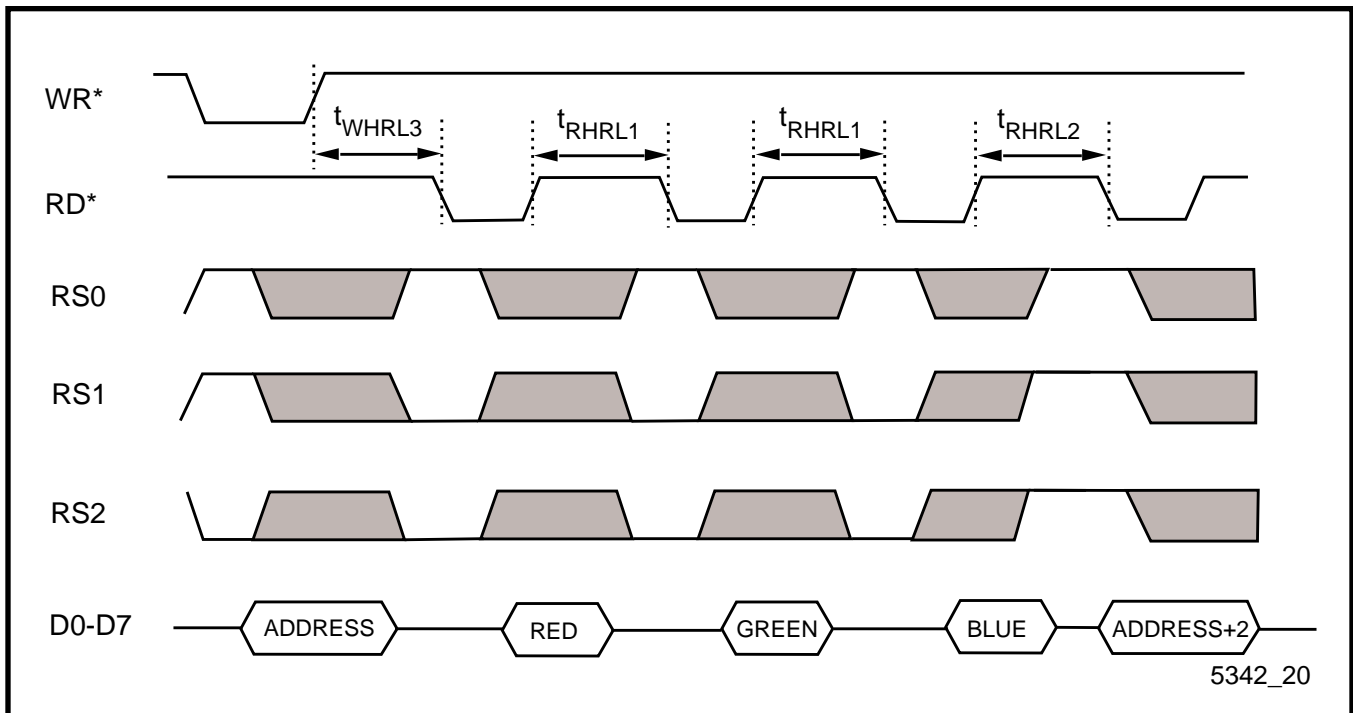 WR*
tWHRL3 tRHRL1 tRHRL1 tRHRL2
RD*
RS0
RS1
RS2
D0-D7 ADDRESS RED GREEN BLUE ADDRESS+2
5342_20